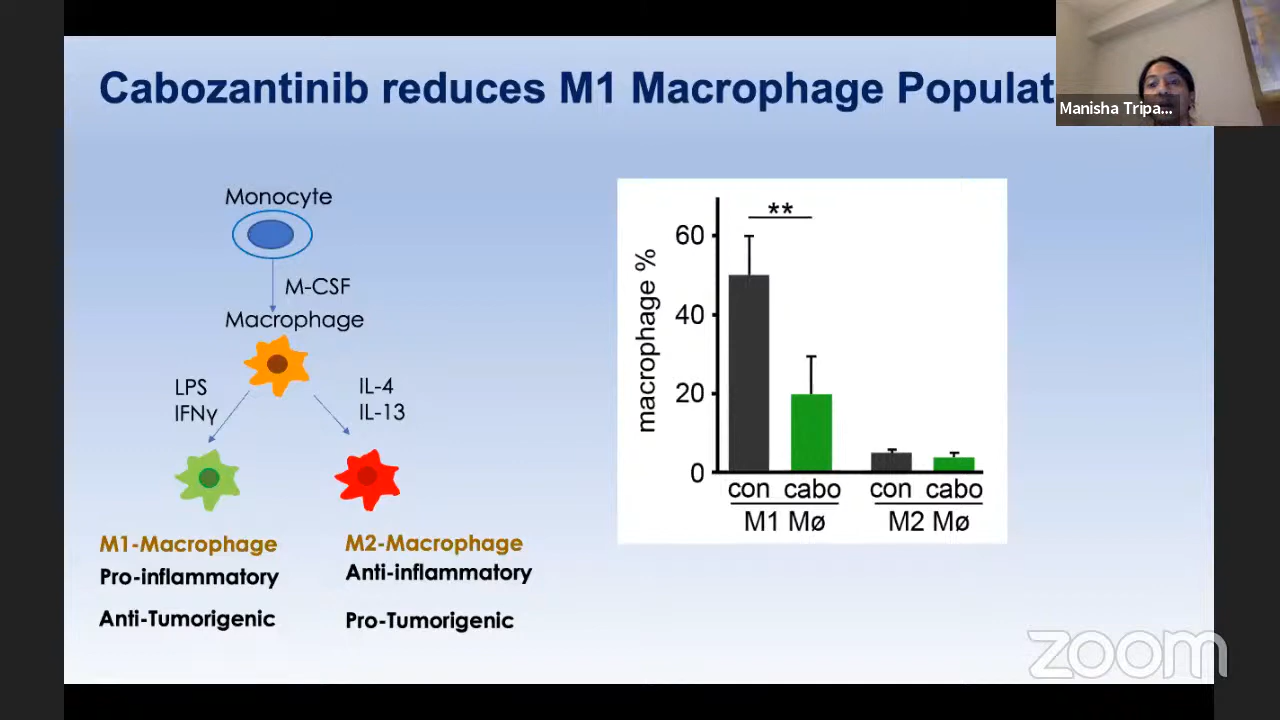 Cabozantinib reduces M1 Macrophage Populat
Manisha Tripa...
Monocyte
M-CSF
Macrophage
LPS
IFNγ
IL-4
IL-13
M1-Macrophage
Pro-inflammatory
Anti-Tumorigenic
M2-Macrophage
Anti-inflammatory
Pro-Tumorigenic
**
macrophage %
60
40
20
0
con cabo con cabo
M1 Mø M2 Mø
zoom